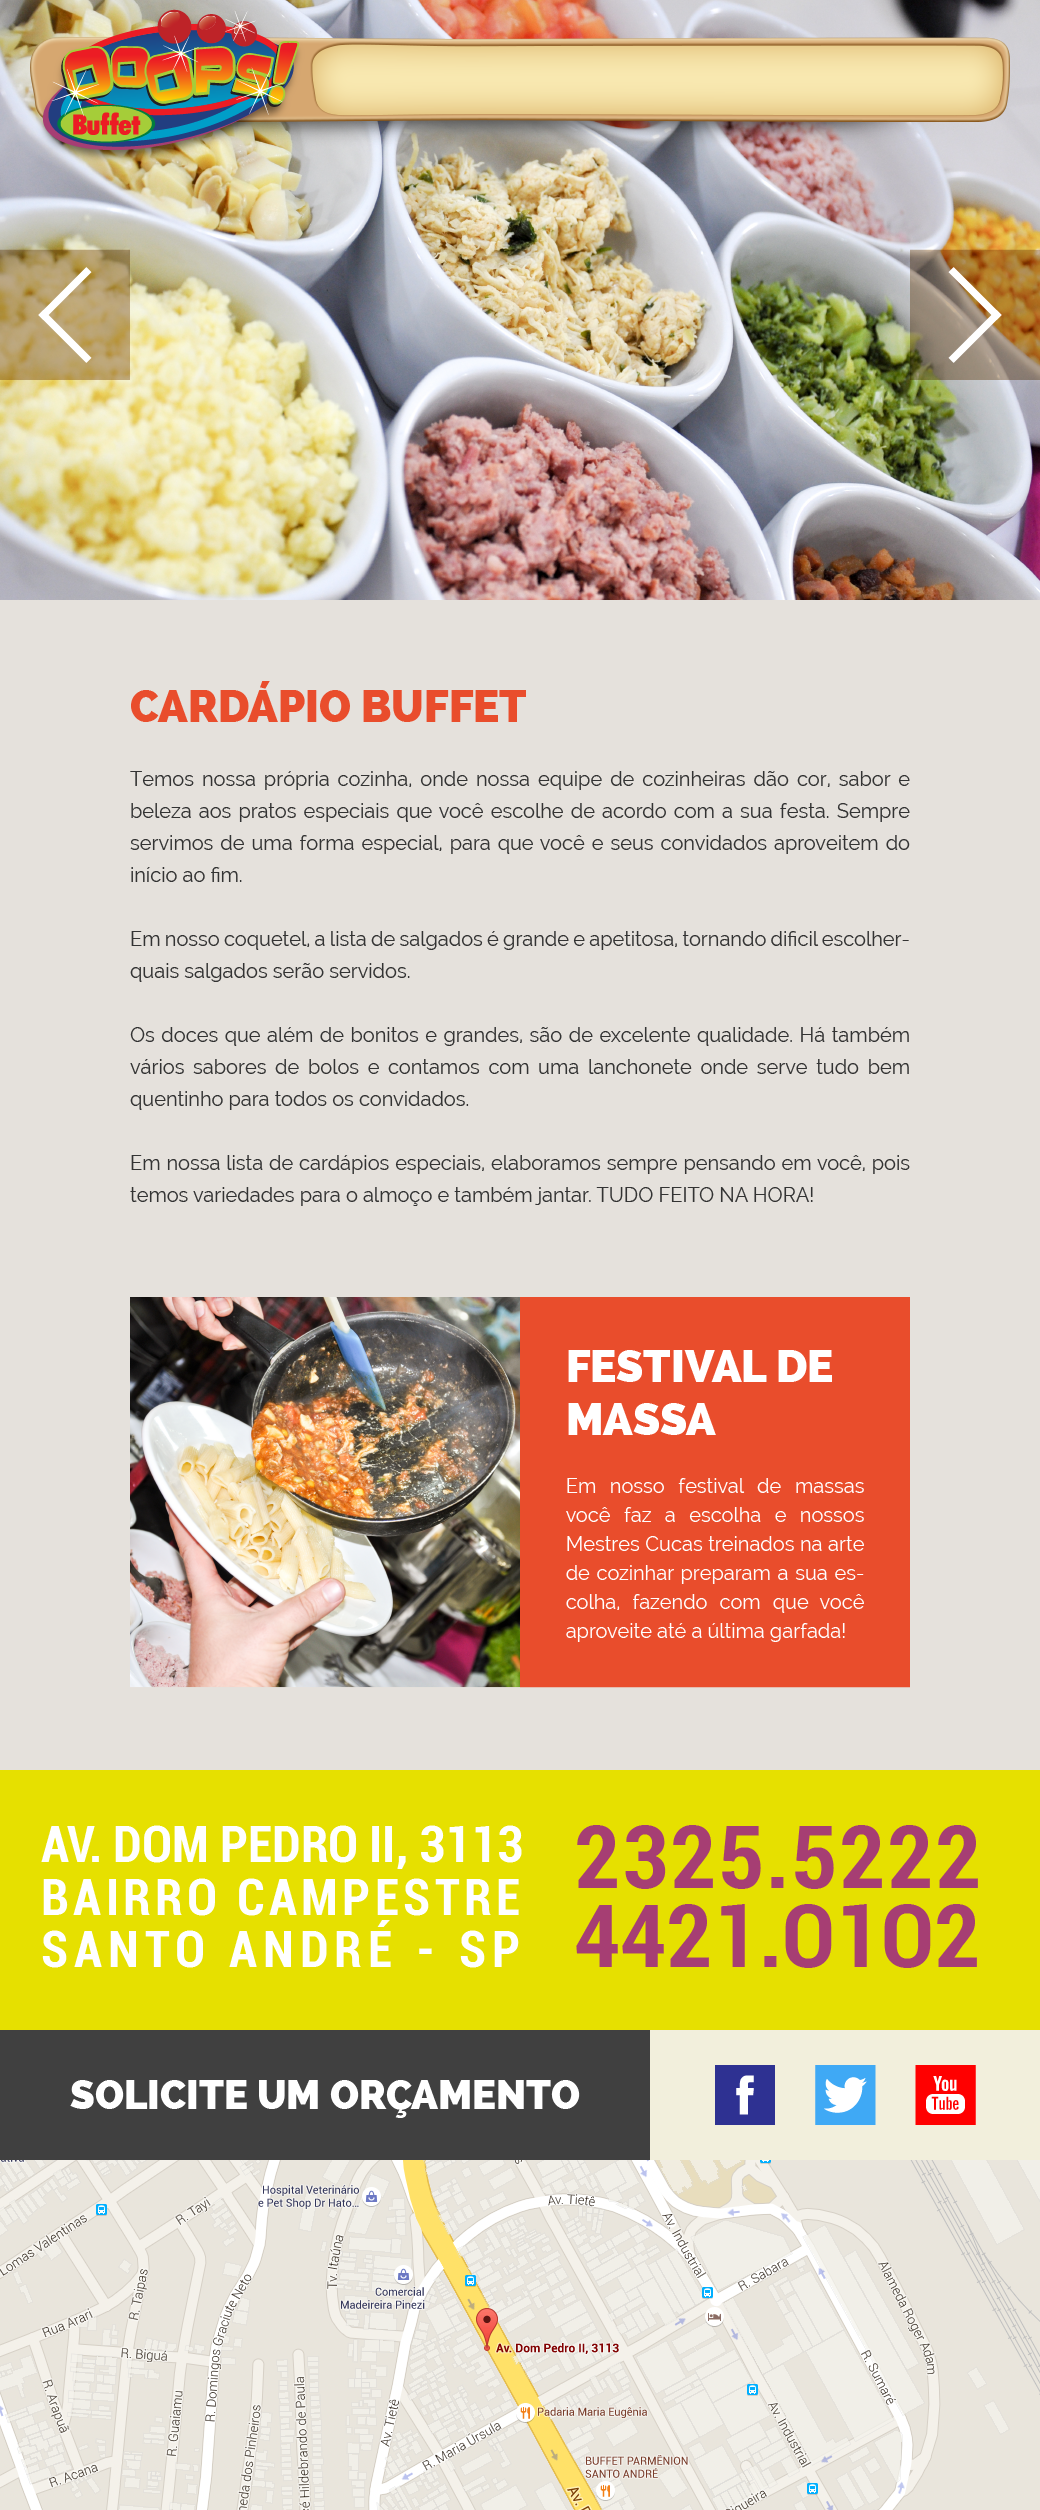 OOOPS!
Buffet
CARDÁPIO BUFFET
Temos nossa própria cozinha, onde nossa equipe de cozinheiras dão cor, sabor e
beleza aos pratos especiais que você escolhe de acordo com a sua festa. Sempre
servimos de uma forma especial, para que você e seus convidados aproveitem do
início ao fim.
Em nosso coquetel, a lista de salgados é grande e apetitosa, tornando dificil escolher-
quais salgados serão servidos.
Os doces que além de bonitos e grandes, são de excelente qualidade. Há também
vários sabores de bolos e contamos com uma lanchonete onde serve tudo bem
quentinho para todos os convidados.
Em nossa lista de cardápios especiais, elaboramos sempre pensando em você, pois
temos variedades para o almoço e também jantar. TUDO FEITO NA HORA!
FESTIVAL DE
MASSA
Em nosso festival de massas
você faz a escolha e nossos
Mestres Cucas treinados na arte
de cozinhar preparam a sua es-
colha, fazendo com que você
aproveite até a última garfada!
AV. DOM PEDRO II, 3113
BAIRRO CAMPESTRE
SANTO ANDRÉ - SP
2325.5222
4421.0102
SOLICITE UM ORÇAMENTO
f
You
Tube
Hospital Veterinário
e Pet Shop Dr Hato...
Av. Tietê
R. Tayi
Lomas Valentinas
Tv. Itaúna
Av. Industrial
R. Sabara
Alameda Roger Adam
R. Taipas
R. Domingos Graciute Neto
Comercial
Madeireira Pinezi
Rua Arari
Av. Dom Pedro II, 3113
R. Biguá
R. Sumaré
R. Arapuã
R. Guaiamu
Hildebrando de Paula
Av. Tietê
Padaria Maria Eugênia
R. Maria Úrsula
Av. Industrial
meda dos Pinheiros
BUFFET PARMÊNION
SANTO ANDRÉ
R. Acana
Av. D
iqueira